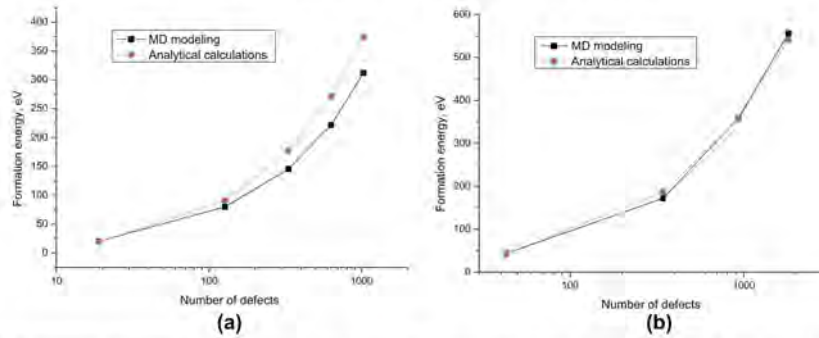 400
350
300
250
200
150
100
50
0
Formation energy, eV
MD modeling
Analytical calculations
10 100 1000
Number of defects
(a)
600
500
400
300
200
100
0
Formation energy, eV
MD modeling
Analytical calculations
100 1000
Number of defects
(b)